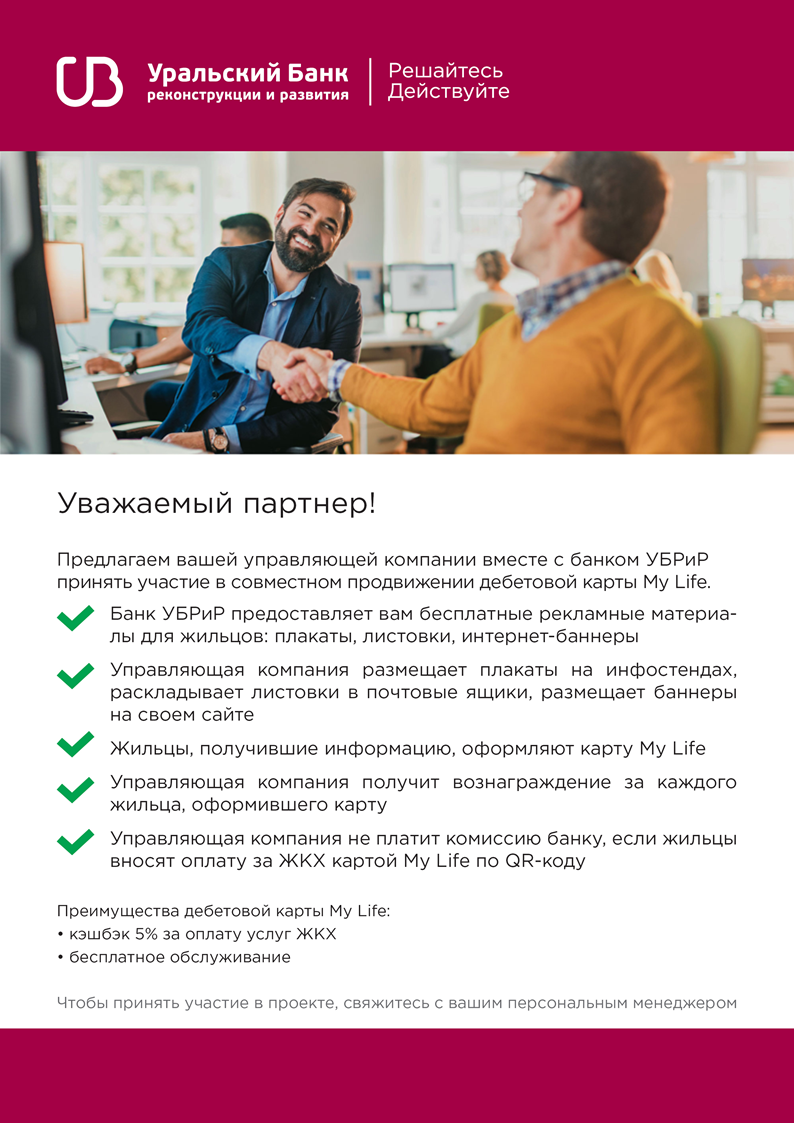 Уральский Банк
реконструкции и развития
Решайтесь
Действуйте
Уважаемый партнер!
Предлагаем вашей управляющей компании вместе с банком УБРиР
принять участие в совместном продвижении дебетовой карты My Life.
Банк УБРиР предоставляет вам бесплатные рекламные материа-
лы для жильцов: плакаты, листовки, интернет-баннеры
Управляющая компания размещает плакаты на инфостендах,
раскладывает листовки в почтовые ящики, размещает баннеры
на своем сайте
Жильцы, получившие информацию, оформляют карту My Life
Управляющая компания получит вознаграждение за каждого
жильца, оформившего карту
Управляющая компания не платит комиссию банку, если жильцы
вносят оплату за ЖКХ картой My Life по QR-коду
Преимущества дебетовой карты My Life:
• кэшбэк 5% за оплату услуг ЖКХ
• бесплатное обслуживание
Чтобы принять участие в проекте, свяжитесь с вашим персональным менеджером